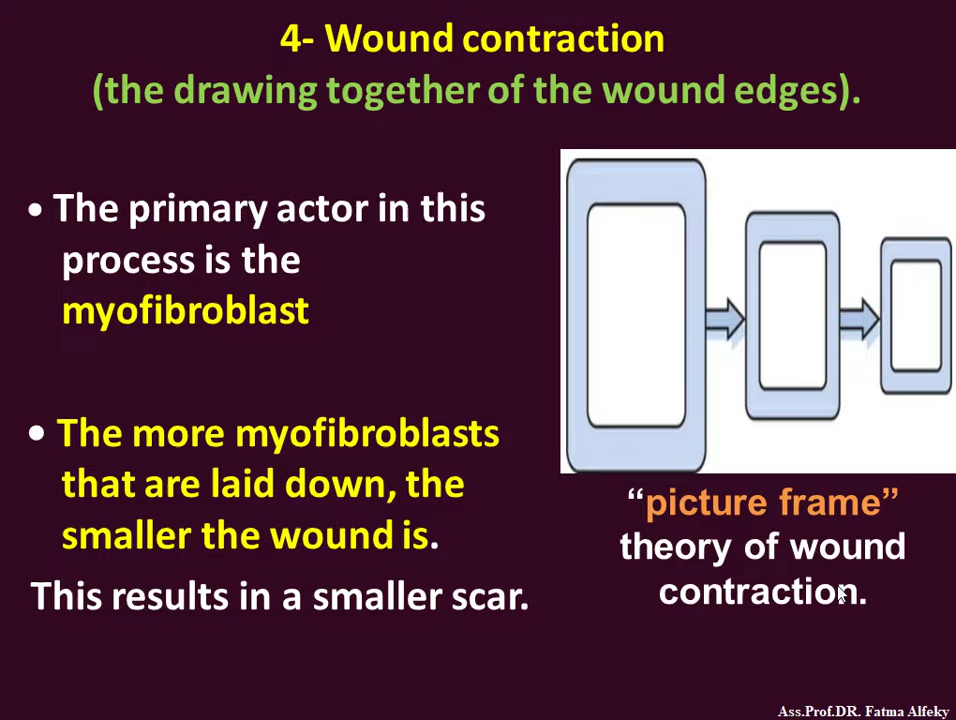 4- Wound contraction
(the drawing together of the wound edges).
• The primary actor in this
process is the
myofibroblast
• The more myofibroblasts
that are laid down, the
smaller the wound is.
This results in a smaller scar.
“picture frame”
theory of wound
contraction.
Ass.Prof.DR. Fatma Alfeky